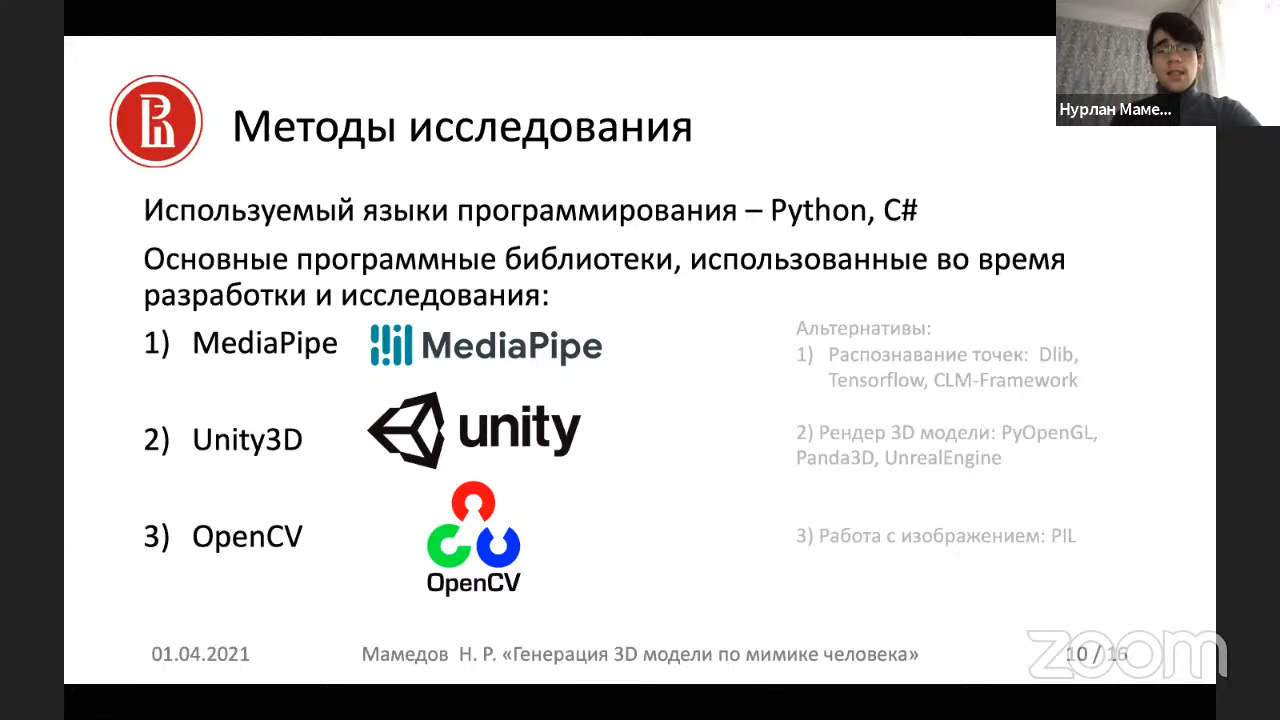 Нурлан Маме...
Методы исследования
Используемый языки программирования – Python, C#
Основные программные библиотеки, использованные во время
разработки и исследования:
1) MediaPipe
MediaPipe
2) Unity3D
unity
3) OpenCV
OpenCV
Альтернативы:
1) Распознавание точек: Dlib,
Tensorflow, CLM-Framework
2) Рендер 3D модели: PyOpenGL,
Panda3D, UnrealEngine
3) Работа с изображением: PIL
01.04.2021
Мамедов Н. Р. «Генерация 3D модели по мимике человека»
10 / 16
zoom